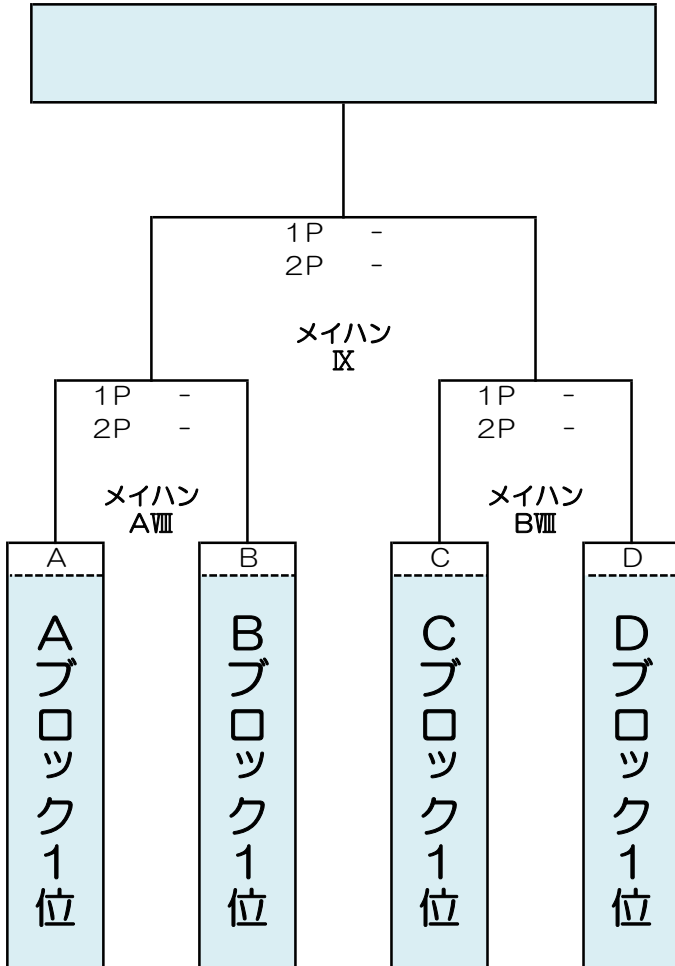 1P -
2P -
メイハン
Ⅸ
1P -
2P -
メイハン
AⅧ
1P -
2P -
メイハン
BⅧ
A
B
C
D
Aブロック1位
Bブロック1位
Cブロック1位
Dブロック1位